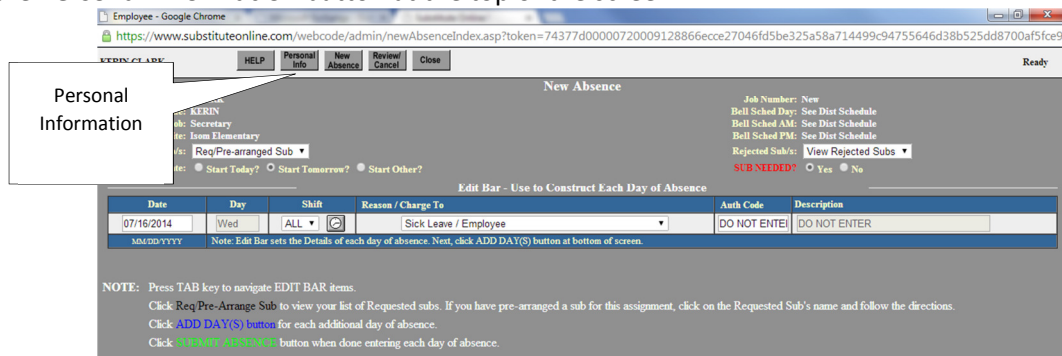 Employee - Google Chrome
https://www.substituteonline.com/webcode/admin/newAbsenceIndex.asp?token=74377d00000720009128866ecce27046fd5be325a58a714499c94755646d38b525dd8700af5fce9
HELP Personal Info New Absence Review/ Cancel Close Ready
Personal Information
New Absence
Job Number: New
KERIN Bell Sched Day: See Dist Schedule
Secretary Bell Sched AM: See Dist Schedule
Isom Elementary Bell Sched PM: See Dist Schedule
Req/Pre-arranged Sub Rejected Sub/s: View Rejected Subs
Start Today? Start Tomorrow? Start Other? SUB NEEDED? Yes No
Edit Bar - Use to Construct Each Day of Absence
Date Day Shift Reason / Charge To Auth Code Description
07/16/2014 Wed ALL Sick Leave / Employee DO NOT ENTE DO NOT ENTER
MM/DD/YYYY Note: Edit Bar sets the Details of each day of absence. Next, click ADD DAY(S) button at bottom of screen.
NOTE: Press TAB key to navigate EDIT BAR items.
Click Req/Pre-Arrange Sub to view your list of Requested subs. If you have pre-arranged a sub for this assignment, click on the Requested Sub's name and follow the directions.
Click ADD DAY(S) button for each additional day of absence.
Click SUBMIT ABSENCE button when done entering each day of absence.